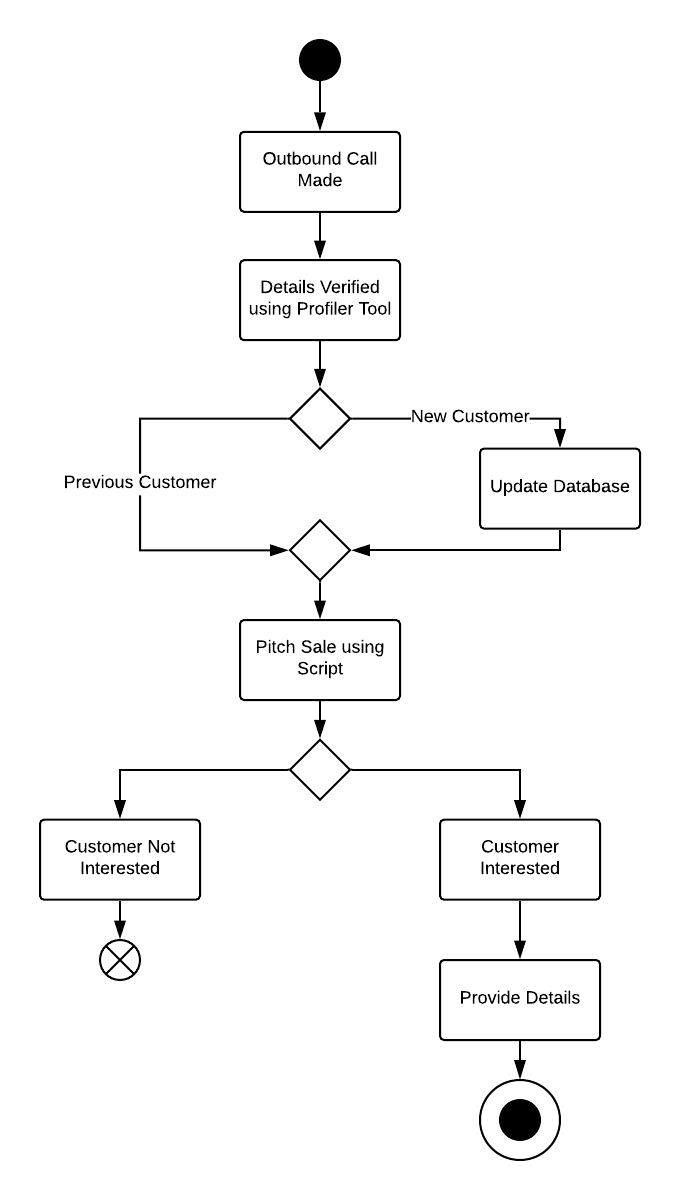 Outbound Call
Made
Details Verified
using Profiler Tool
New Customer
Previous Customer
Update Database
Pitch Sale using
Script
Customer Not
Interested
Customer
Interested
Provide Details